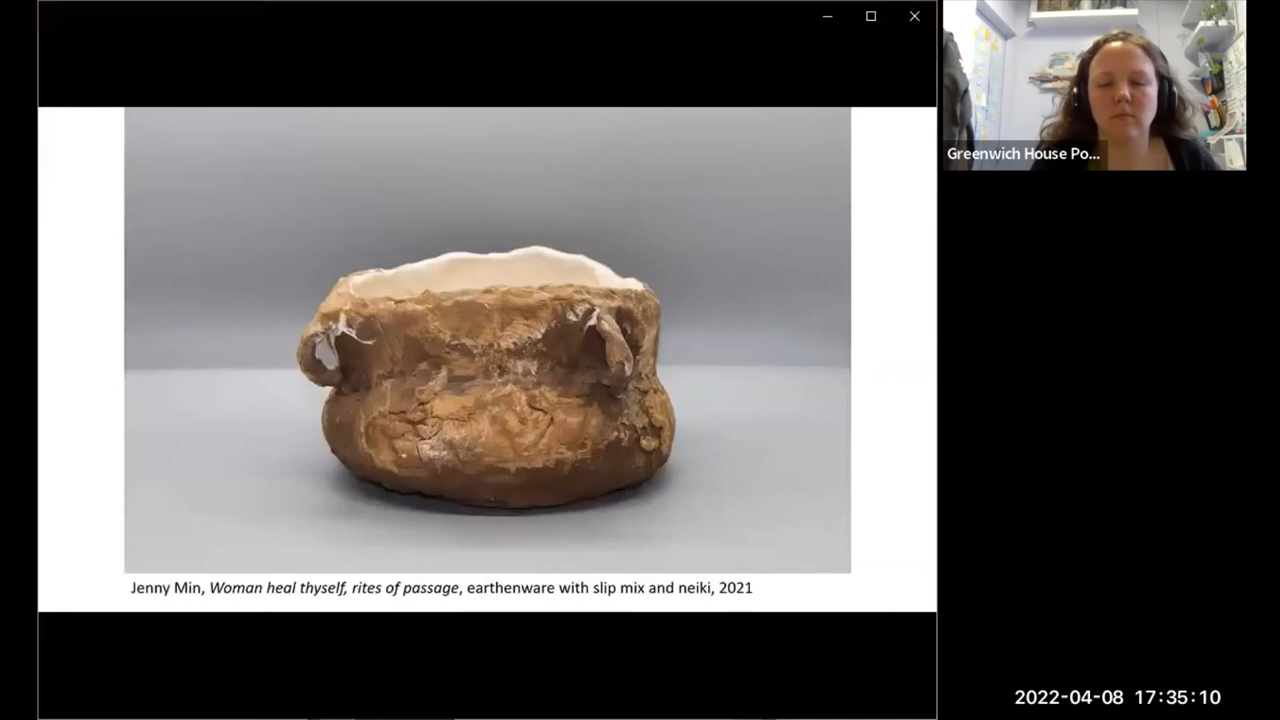 Greenwich House Po...
Jenny Min, Woman heal thyself, rites of passage, earthenware with slip mix and neiki, 2021
2022-04-08 17:35:10